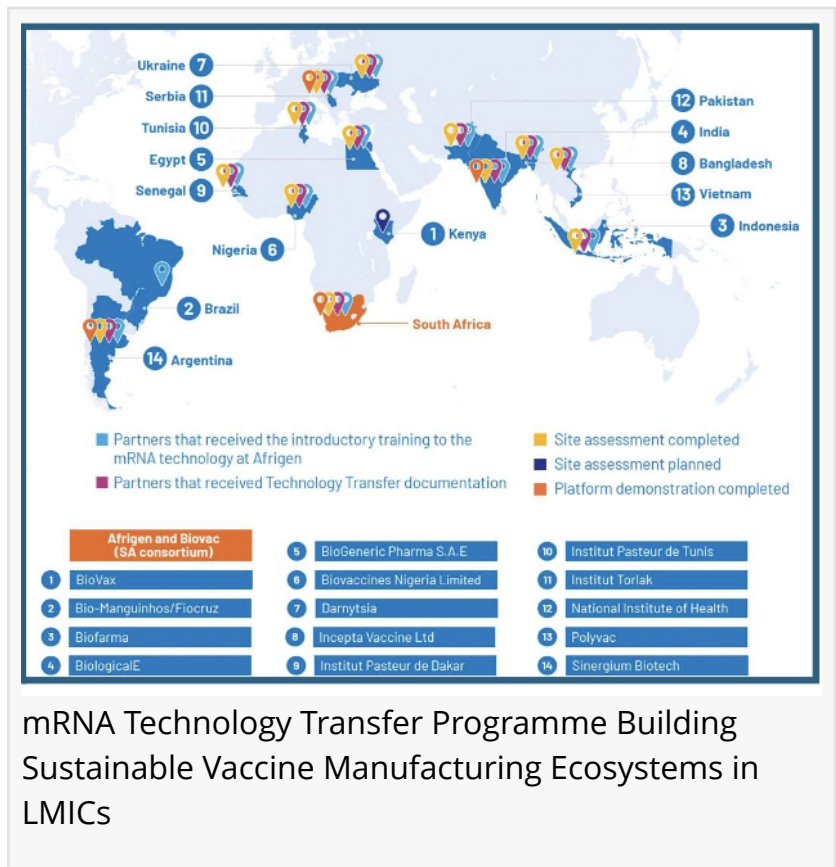 Ukraine 7
Serbia 11
Tunisia 10
Egypt 5
Senegal 9
Nigeria 6
1 Kenya
2 Brazil
14 Argentina
South Africa
12 Pakistan
4 India
8 Bangladesh
13 Vietnam
3 Indonesia
Partners that received the introductory training to the
mRNA technology at Afrigen
Partners that received Technology Transfer documentation
Site assessment completed
Site assessment planned
Platform demonstration completed
Afrigen and Biovac
(SA consortium)
1 BioVax
2 Bio-Manguinhos/Fiocruz
3 Biofarma
4 BiologicalE
5 BioGeneric Pharma S.A.E
6 Biovaccines Nigeria Limited
7 Darnytsia
8 Incepta Vaccine Ltd
9 Institut Pasteur de Dakar
10 Institut Pasteur de Tunis
11 Institut Torlak
12 National Institute of Health
13 Polyvac
14 Sinergium Biotech
mRNA Technology Transfer Programme Building
Sustainable Vaccine Manufacturing Ecosystems in
LMICs